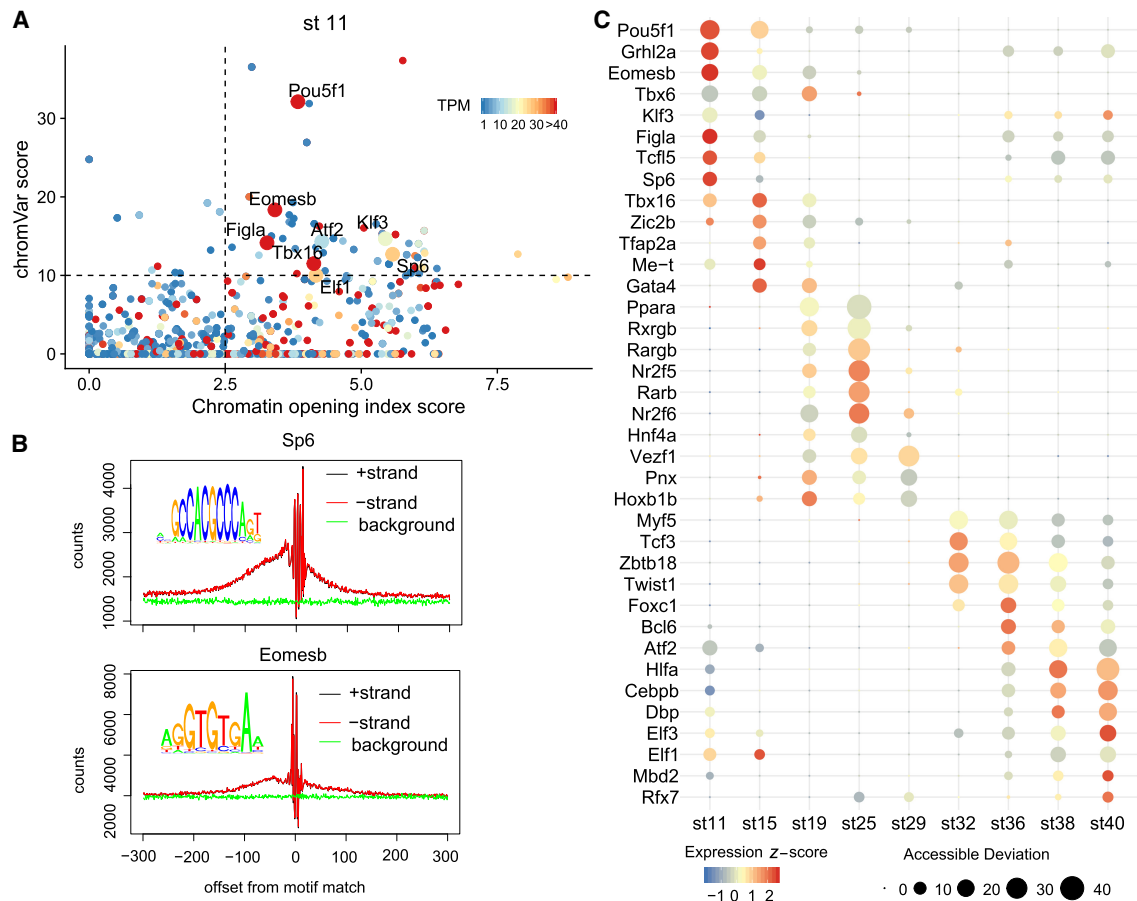 A
st 11
chromVar score
30
20
10
0
0.0 2.5 5.0 7.5
Chromatin opening index score
TPM
1 10 20 30 >40
Pou5f1
Eomesb
Figla
Atf2
Klf3
Tbx16
Sp6
Elf1
B
Sp6
counts
4000
3000
2000
1000
+strand
−strand
background
GCCACGCCCAGT
Eomesb
counts
8000
6000
4000
2000
+strand
−strand
background
AGGTGTGAA
−300 −200 −100 0 100 200 300
offset from motif match
C
Pou5f1
Grhl2a
Eomesb
Tbx6
Klf3
Figla
Tcfl5
Sp6
Tbx16
Zic2b
Tfap2a
Me−t
Gata4
Ppara
Rxrgb
Rargb
Nr2f5
Rarb
Nr2f6
Hnf4a
Vezf1
Pnx
Hoxb1b
Myf5
Tcf3
Zbtb18
Twist1
Foxc1
Bcl6
Atf2
Hlfa
Cebpb
Dbp
Elf3
Elf1
Mbd2
Rfx7
st11 st15 st19 st25 st29 st32 st36 st38 st40
Expression z−score
−1 0 1 2
Accessible Deviation
0 10 20 30 40